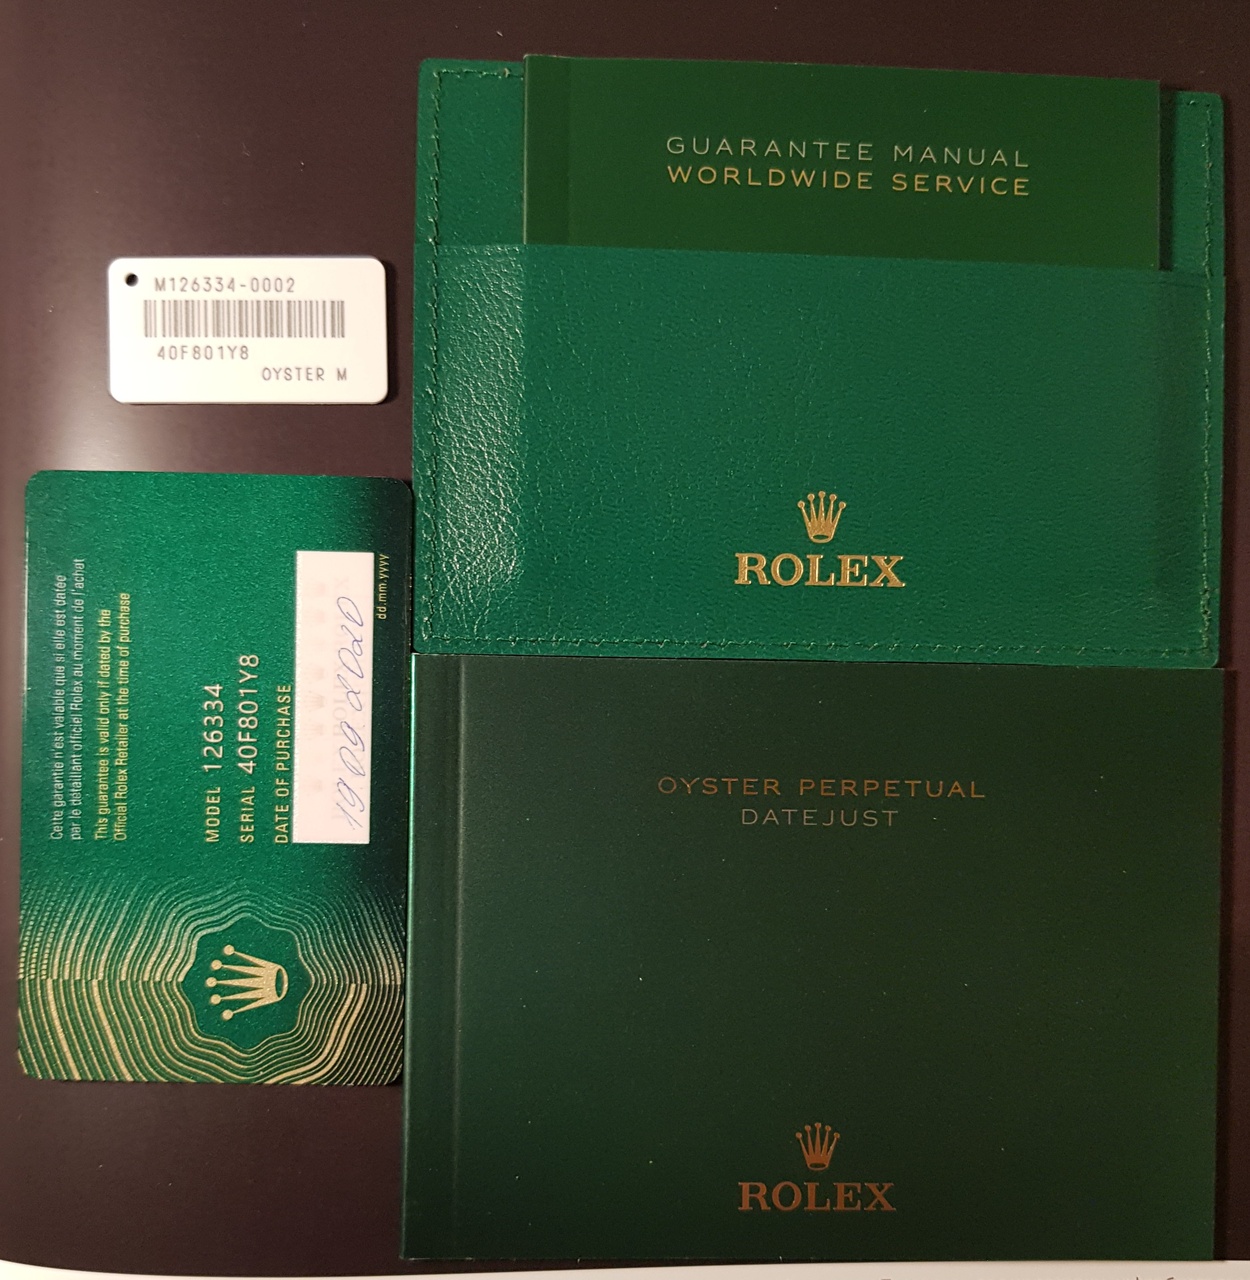 GUARANTEE MANUAL
WORLDWIDE SERVICE
ROLEX
M126334-0002
40F801Y8
OYSTER M
Cette garantie n'est valable que si elle est datée
par le détaillant officiel Rolex au moment de l'achat
This guarantee is valid only if dated by the
Official Rolex Retailer at the time of purchase
MODEL 126334
SERIAL 40F801Y8
DATE OF PURCHASE
19 09 2020
dd.mm.yyyy
OYSTER PERPETUAL
DATEJUST
ROLEX